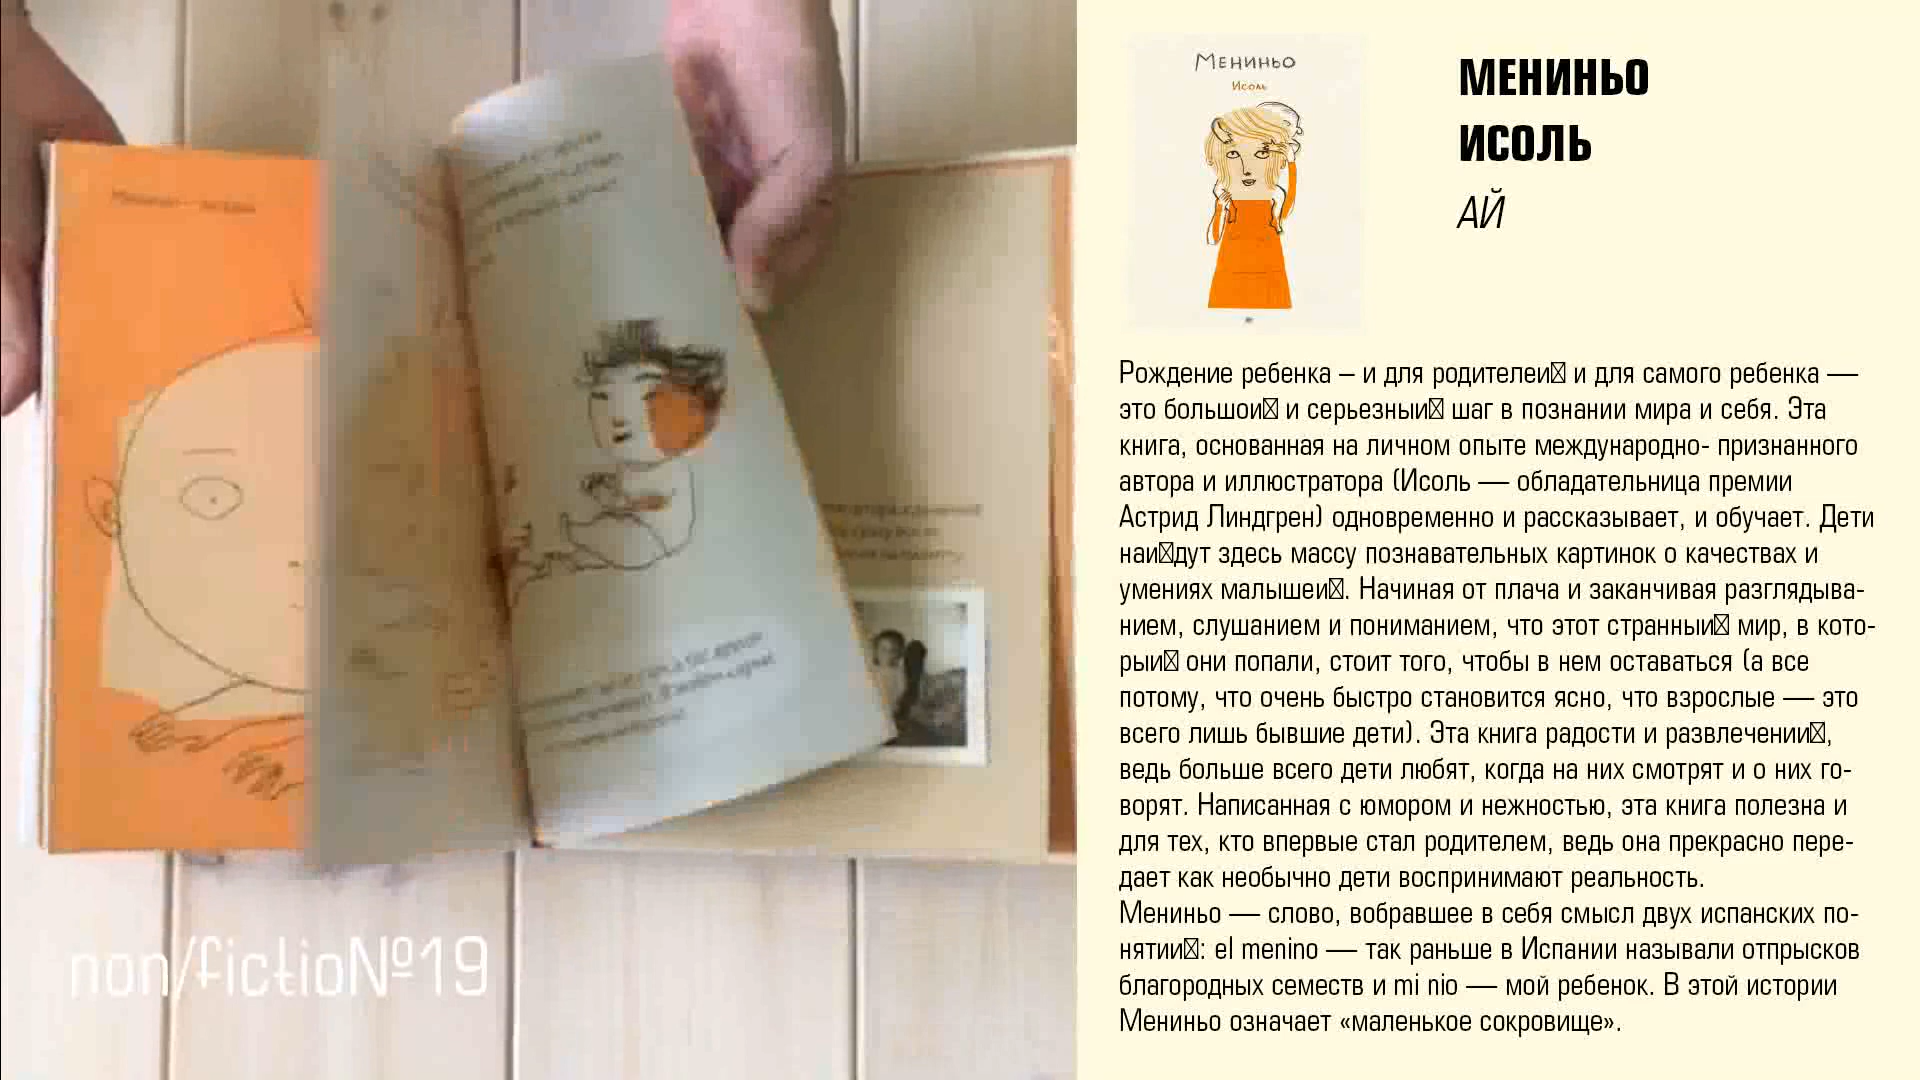 Мениньо
Исоль
МЕНИНЬО
ИСОЛЬ
АЙ
Рождение ребенка – и для родителей и для самого ребенка —
это большой и серьезный шаг в познании мира и себя. Эта
книга, основанная на личном опыте международно- признанного
автора и иллюстратора (Исоль — обладательница премии
Астрид Линдгрен) одновременно и рассказывает, и обучает. Дети
найдут здесь массу познавательных картинок о качествах и
умениях малышей. Начиная от плача и заканчивая разглядыва-
нием, слушанием и пониманием, что этот странный мир, в кото-
рый они попали, стоит того, чтобы в нем оставаться (а все
потому, что очень быстро становится ясно, что взрослые — это
всего лишь бывшие дети). Эта книга радости и развлечений,
ведь больше всего дети любят, когда на них смотрят и о них го-
ворят. Написанная с юмором и нежностью, эта книга полезна и
для тех, кто впервые стал родителем, ведь она прекрасно пере-
дает как необычно дети воспринимают реальность.
Мениньо — слово, вобравшее в себя смысл двух испанских по-
нятий: el menino — так раньше в Испании называли отпрысков
благородных семеств и mi nio — мой ребенок. В этой истории
Мениньо означает «маленькое сокровище».
non/fictio№19